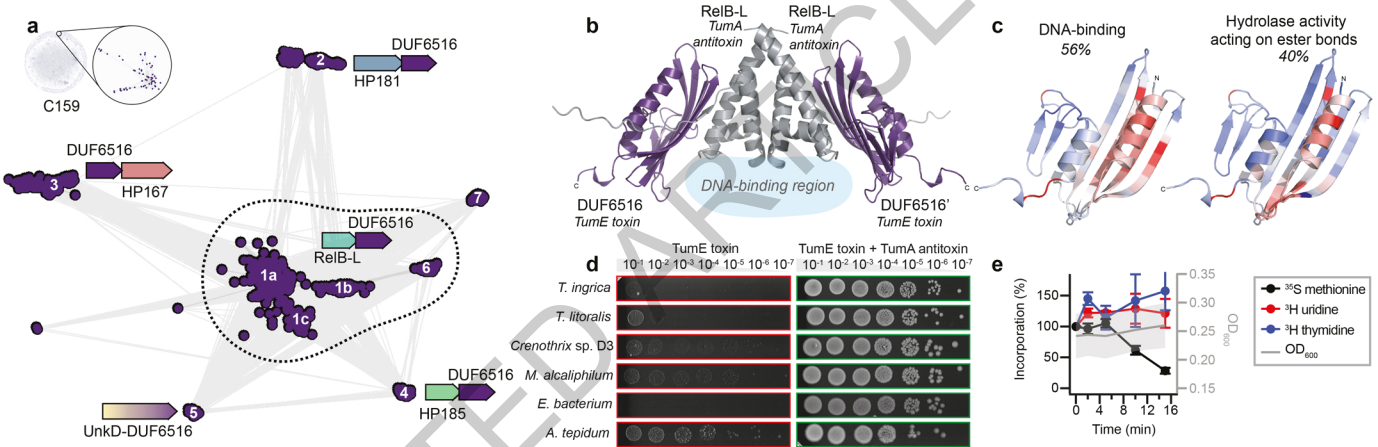 a
C159
2
DUF6516
HP181
DUF6516
HP167
3
7
DUF6516
RelB-L
1a
1b
6
1c
4
DUF6516
HP185
UnkD-DUF6516
5
b
RelB-L
TumA
antitoxin
RelB-L
TumA
antitoxin
C
DUF6516
TumE toxin
DNA-binding region
DUF6516’
TumE toxin
C
c
DNA-binding
56%
N
C
Hydrolase activity
acting on ester bonds
40%
N
C
d
TumE toxin
TumE toxin + TumA antitoxin
10-1 10-2 10-3 10-4 10-5 10-6 10-7
10-1 10-2 10-3 10-4 10-5 10-6 10-7
T. ingrica
T. litoralis
Crenothrix sp. D3
M. alcaliphilum
E. bacterium
A. tepidum
e
Incorporation (%)
150
100
50
0
0 4 8 12 16
Time (min)
0.35
0.30
0.25
0.20
0.15
OD600
35S methionine
3H uridine
3H thymidine
OD600
TED ARTICLE